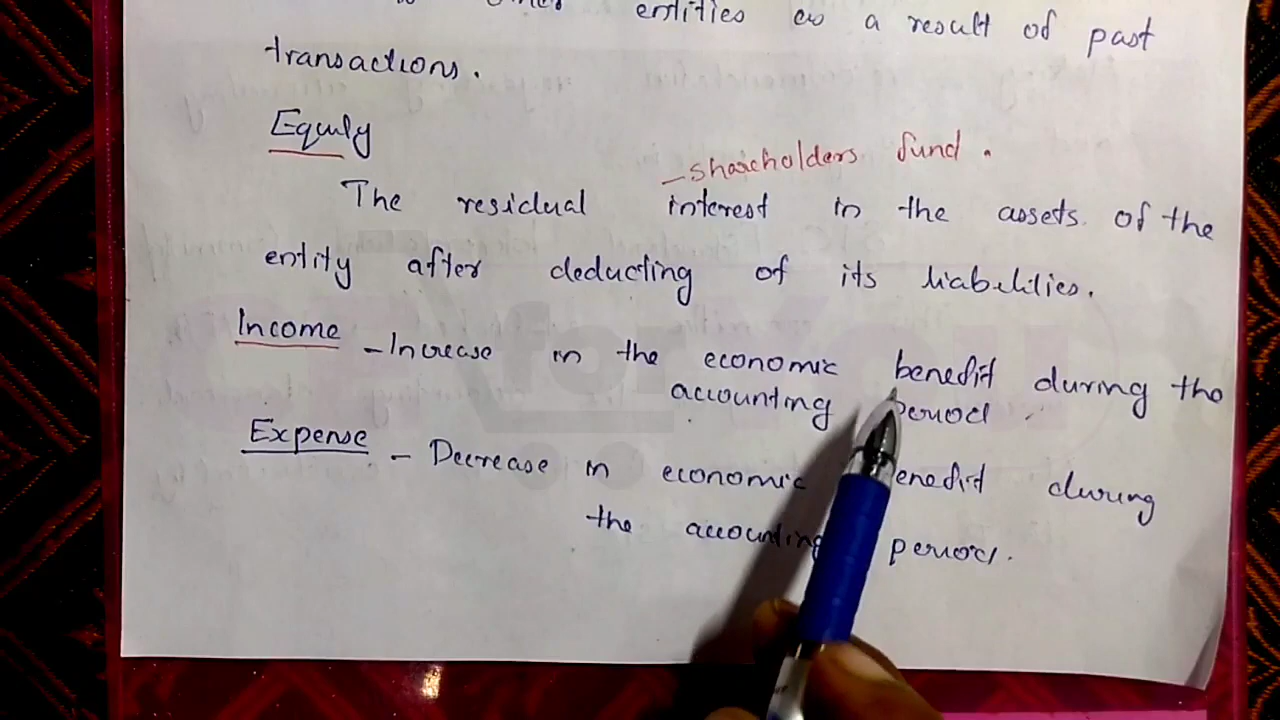 entities as a result of past
transactions.
Equity
- shareholders fund.
The residual interest in the assets of the
entity after deducting of its liabelities.
Income - Increase in the economic benefit during the
accounting period
Expense - Decrease in economic benefit during
the accounting period.